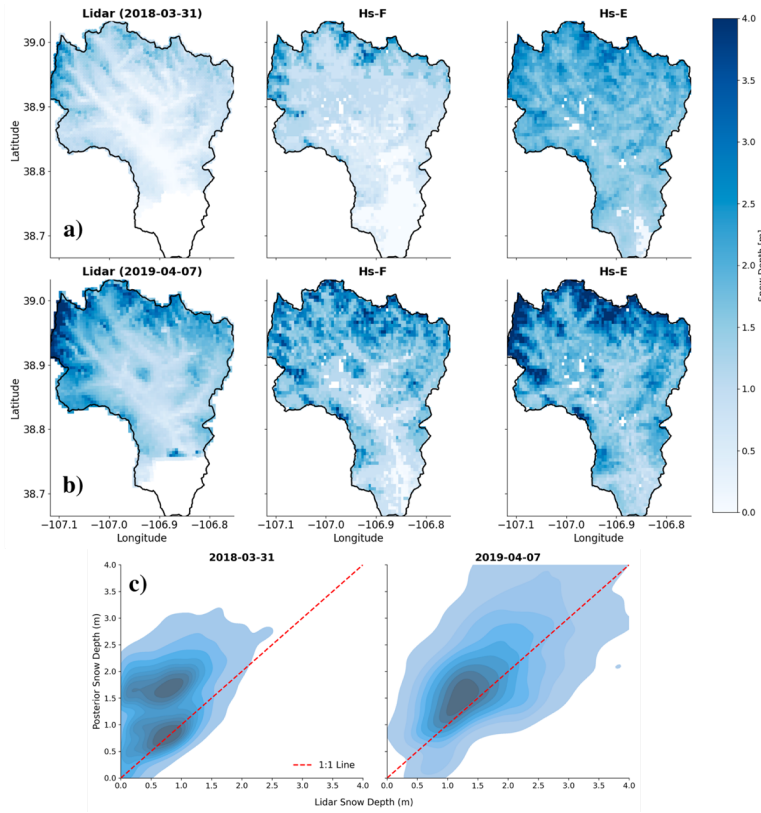 Lidar (2018-03-31) Hs-F Hs-E
4.0
39.0
3.5
38.9
3.0
Latitude
38.8
2.5
a)
38.7
Lidar (2019-04-07) Hs-F Hs-E
2.0
39.0
1.5
38.9
Latitude
1.0
38.8
b)
0.5
38.7
0.0
−107.1 −107.0 −106.9 −106.8 −107.1 −107.0 −106.9 −106.8 −107.1 −107.0 −106.9 −106.8
Longitude Longitude Longitude
2018-03-31 2019-04-07
c)
4.0
3.5
3.0
2.5
2.0
1.5
1.0
0.5
0.0
Posterior Snow Depth (m)
1:1 Line
0.0 0.5 1.0 1.5 2.0 2.5 3.0 3.5 4.0 0.0 0.5 1.0 1.5 2.0 2.5 3.0 3.5 4.0
Lidar Snow Depth (m)